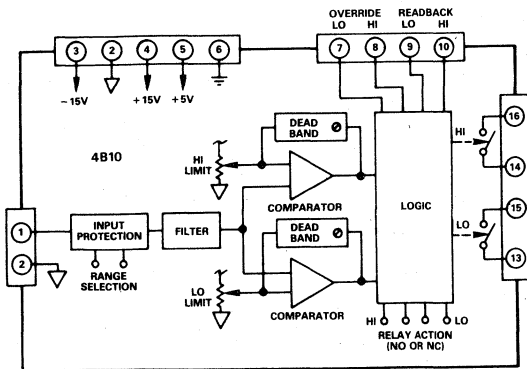 OVERRIDE READBACK
LO HI LO HI
3 2 4 5 6
7 8 9 10
~ 15V
+15V
+5V
4B10
DEAD BAND
HI LIMIT
COMPARATOR
LOGIC
HI
16
14
1
INPUT PROTECTION
FILTER
2
RANGE SELECTION
DEAD BAND
LO
15
13
LO LIMIT
COMPARATOR
HI LO
RELAY ACTION
(NO OR NC)